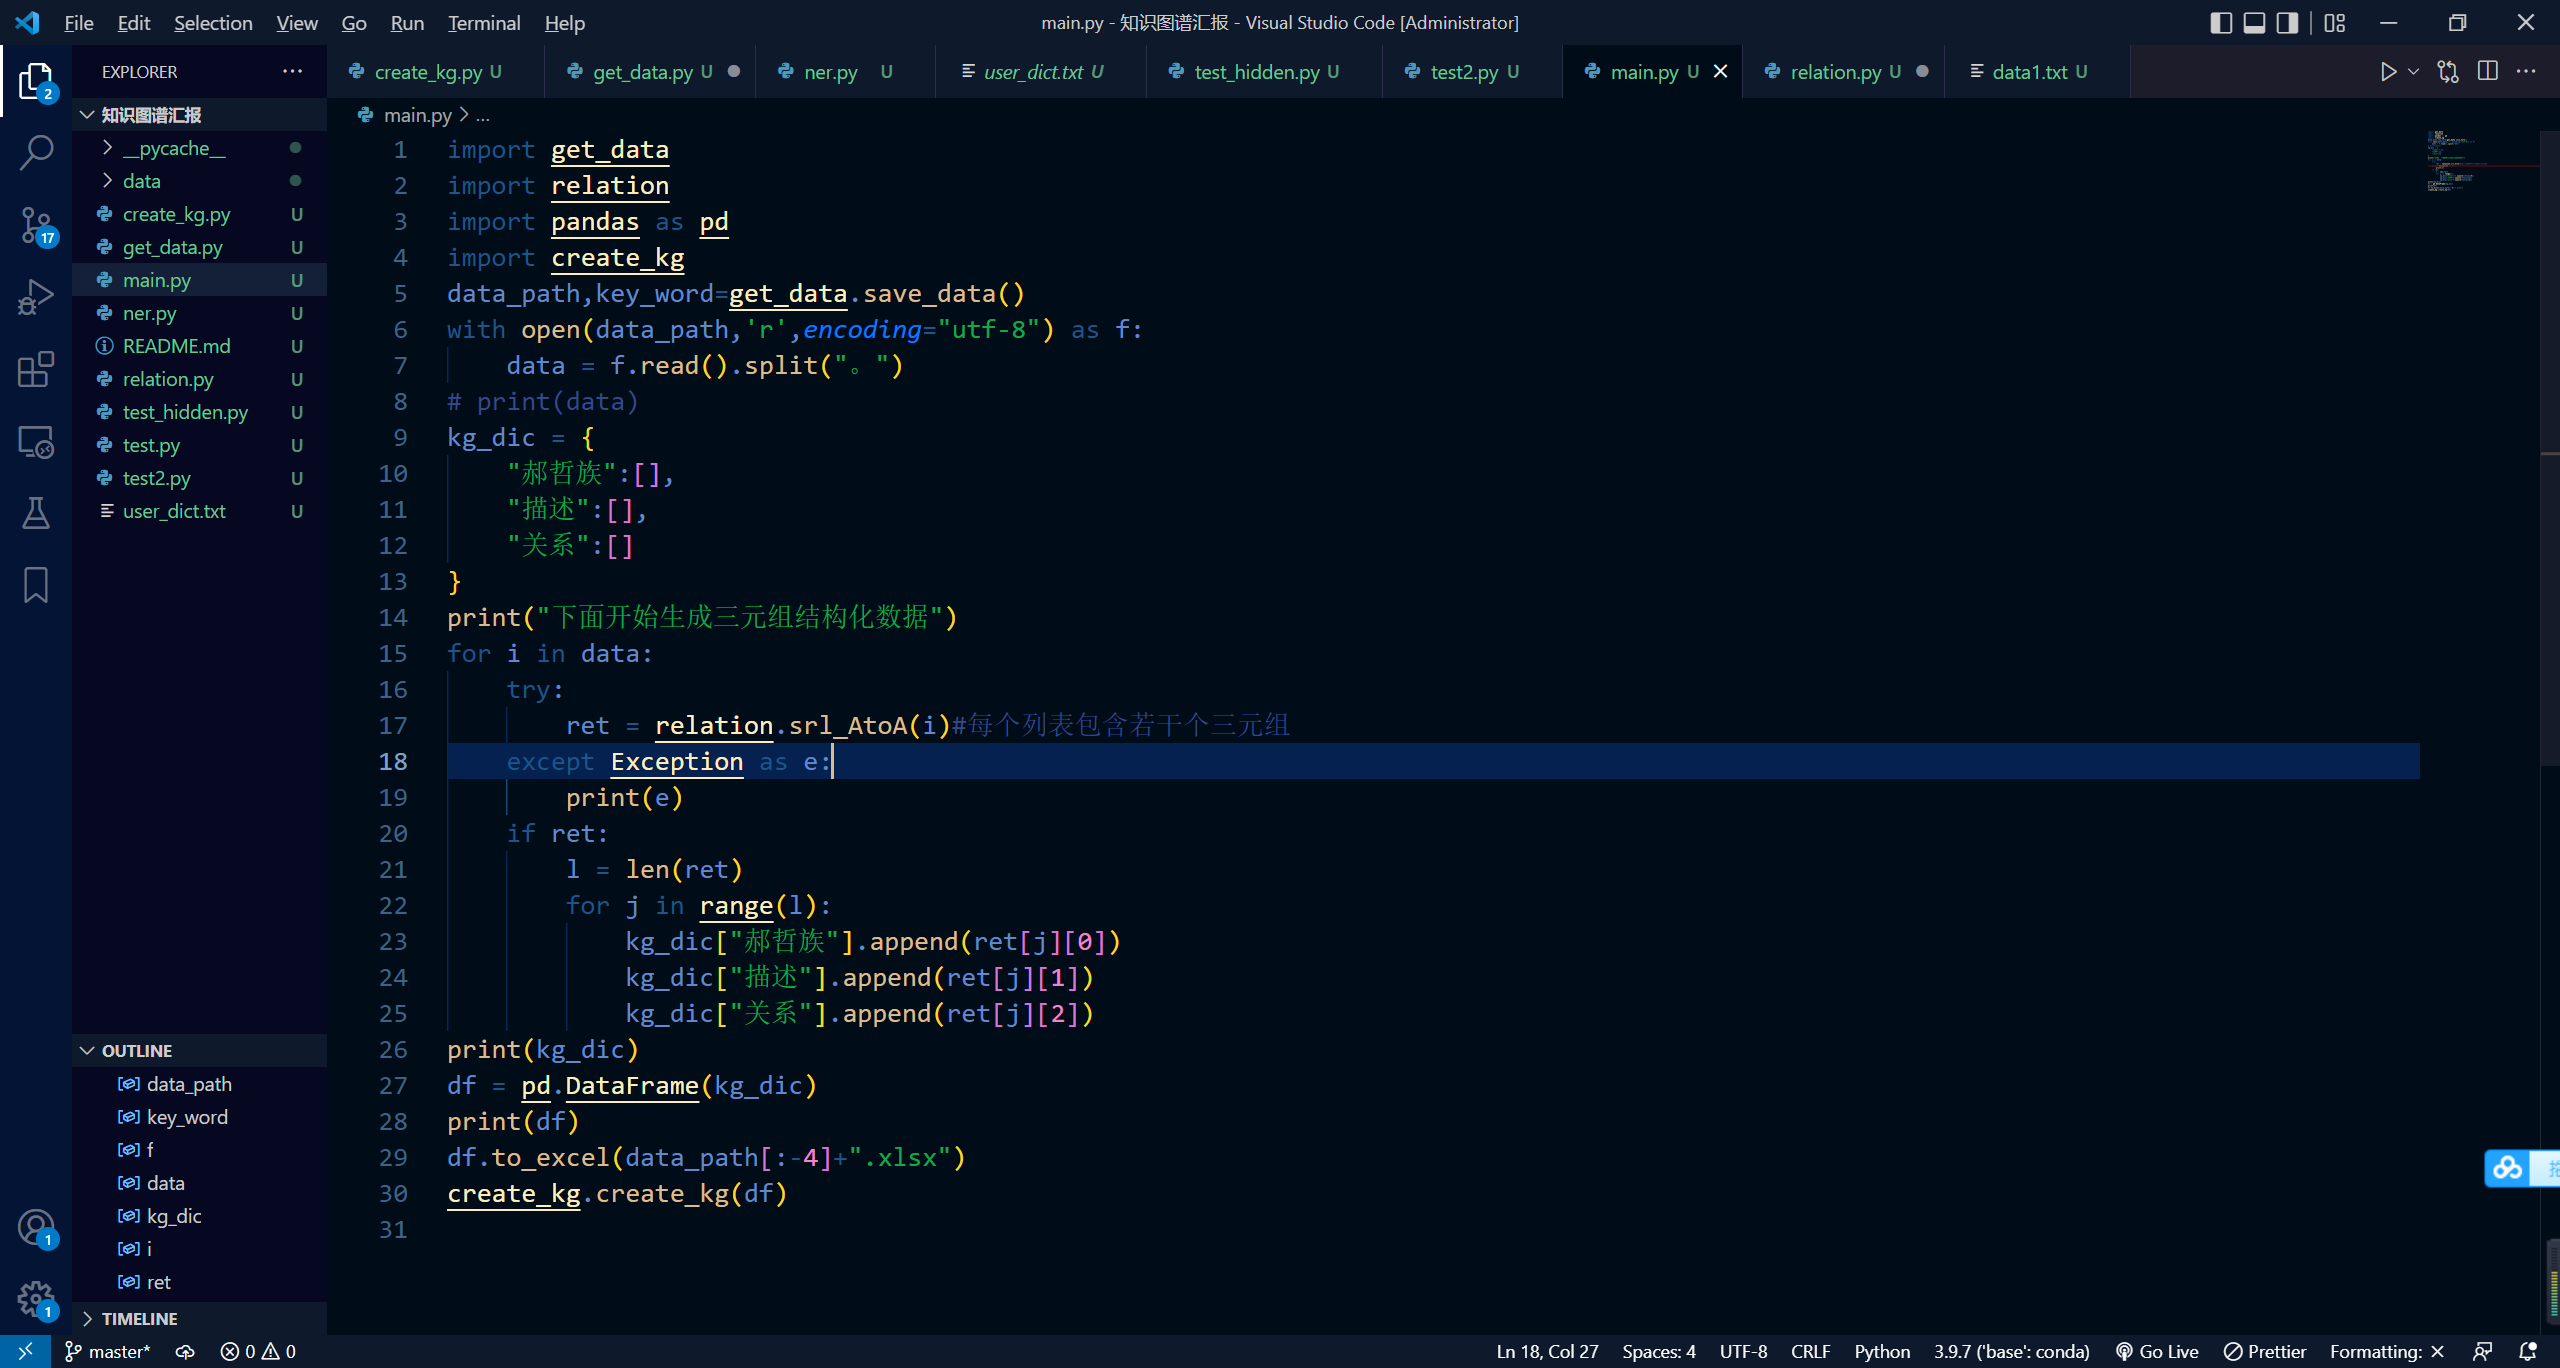 File Edit Selection View Go Run Terminal Help
main.py - 知识图谱汇报 - Visual Studio Code [Administrator]
EXPLORER
create_kg.py U
get_data.py U
ner.py U
user_dict.txt U
test_hidden.py U
test2.py U
main.py U
relation.py U
data1.txt U
2
17
1
1
知识图谱汇报
__pycache__
data
create_kg.py U
get_data.py U
main.py U
ner.py U
README.md U
relation.py U
test_hidden.py U
test.py U
test2.py U
user_dict.txt U
OUTLINE
data_path
key_word
f
data
kg_dic
i
ret
TIMELINE
main.py > ...
1 import get_data
2 import relation
3 import pandas as pd
4 import create_kg
5 data_path,key_word=get_data.save_data()
6 with open(data_path,'r',encoding="utf-8") as f:
7     data = f.read().split("。")
8 # print(data)
9 kg_dic = {
10     "郝哲族":[],
11     "描述":[],
12     "关系":[]
13 }
14 print("下面开始生成三元组结构化数据")
15 for i in data:
16     try:
17         ret = relation.srl_AtoA(i)#每个列表包含若干个三元组
18     except Exception as e:
19         print(e)
20     if ret:
21         l = len(ret)
22         for j in range(l):
23             kg_dic["郝哲族"].append(ret[j][0])
24             kg_dic["描述"].append(ret[j][1])
25             kg_dic["关系"].append(ret[j][2])
26 print(kg_dic)
27 df = pd.DataFrame(kg_dic)
28 print(df)
29 df.to_excel(data_path[:-4]+".xlsx")
30 create_kg.create_kg(df)
31
master* 0 0
Ln 18, Col 27 Spaces: 4 UTF-8 CRLF Python 3.9.7 ('base': conda) Go Live Prettier Formatting: ×